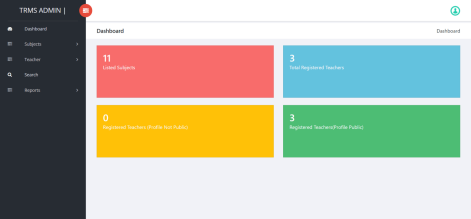 TRMS ADMIN |
Dashboard
Subjects
Teacher
Search
Reports
Dashboard
Dashboard
11
Listed Subjects
3
Total Registered Teachers
0
Registered Teachers (Profile Not Public)
3
Registered Teachers(Profile Public)